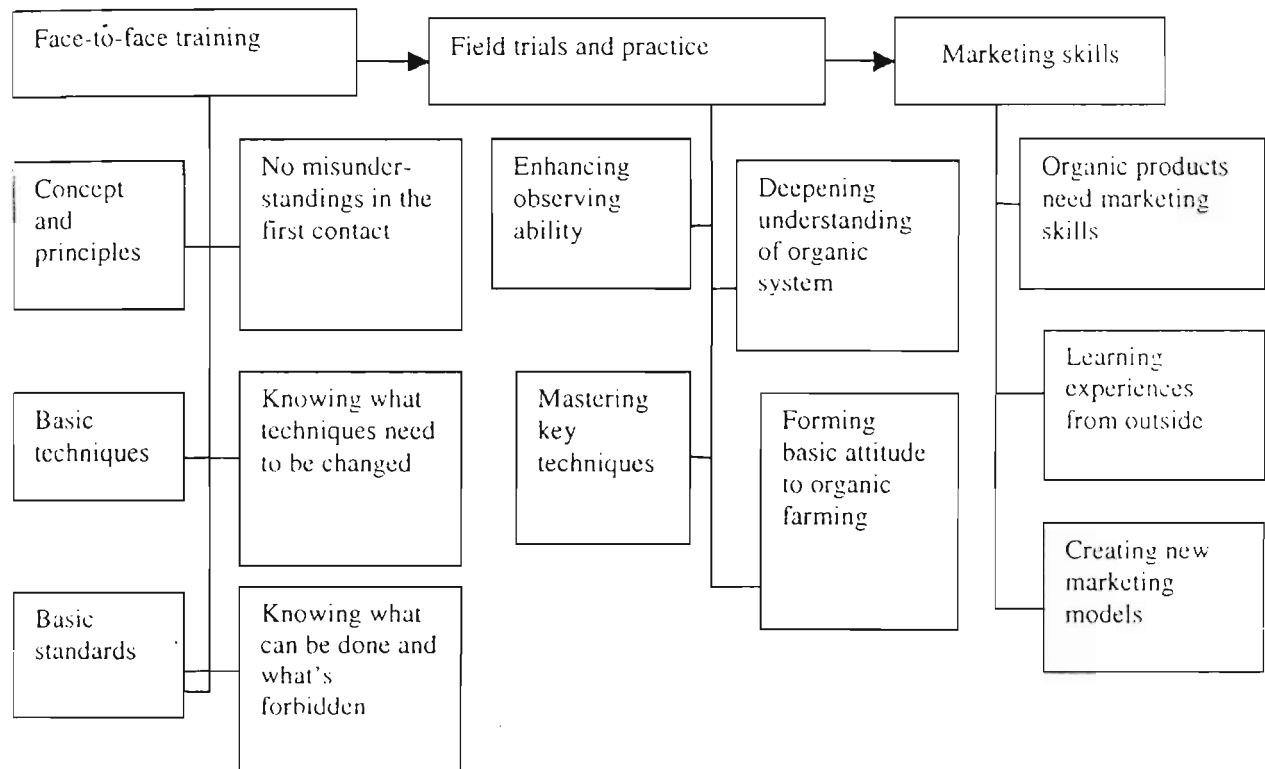 Face-to-face training
Field trials and practice
Marketing skills
Concept
and
principles
No misunder-
standings in the
first contact
Basic
techniques
Knowing what
techniques need
to be changed
Basic
standards
Knowing what
can be done and
what's
forbidden
Enhancing
observing
ability
Deepening
understanding
of organic
system
Mastering
key
techniques
Forming
basic attitude
to organic
farming
Organic products
need marketing
skills
Learning
experiences
from outside
Creating new
marketing
models